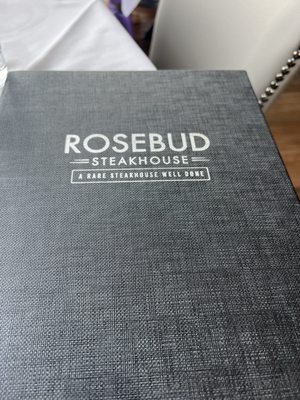 ROSEBUD
STEAKHOUSE
A RARE STEAKHOUSE WELL DONE